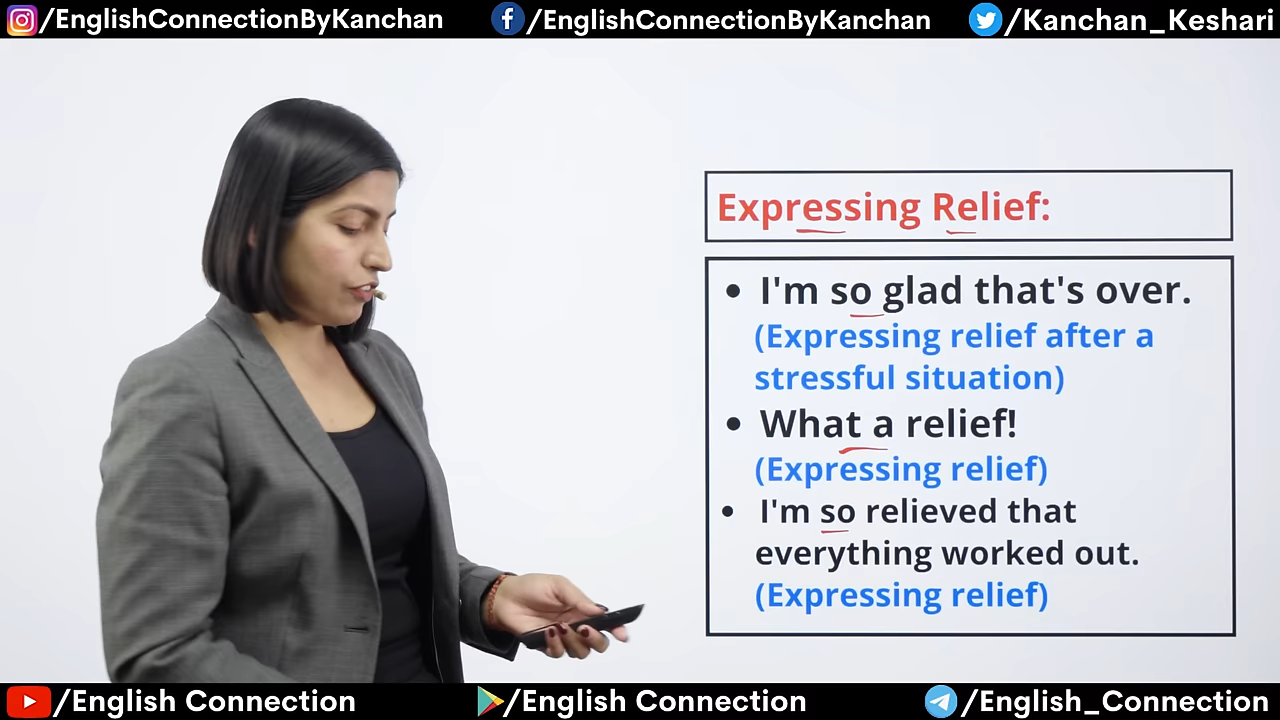 /EnglishConnectionByKanchan /EnglishConnectionByKanchan /Kanchan_Keshari
Expressing Relief:
• I'm so glad that's over.
(Expressing relief after a
stressful situation)
• What a relief!
(Expressing relief)
• I'm so relieved that
everything worked out.
(Expressing relief)
/English Connection /English Connection /English_Connection